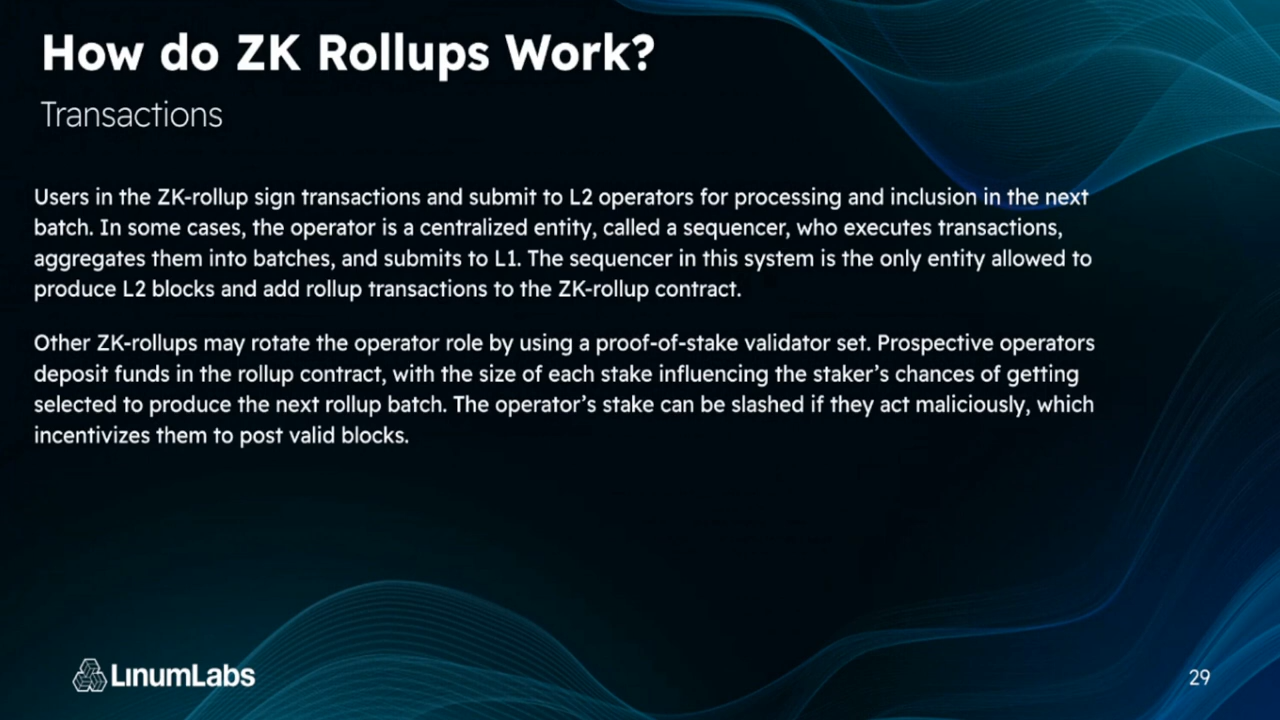 How do ZK Rollups Work?
Transactions
Users in the ZK-rollup sign transactions and submit to L2 operators for processing and inclusion in the next
batch. In some cases, the operator is a centralized entity, called a sequencer, who executes transactions,
aggregates them into batches, and submits to L1. The sequencer in this system is the only entity allowed to
produce L2 blocks and add rollup transactions to the ZK-rollup contract.
Other ZK-rollups may rotate the operator role by using a proof-of-stake validator set. Prospective operators
deposit funds in the rollup contract, with the size of each stake influencing the staker’s chances of getting
selected to produce the next rollup batch. The operator’s stake can be slashed if they act maliciously, which
incentivizes them to post valid blocks.
LınumLabs
29